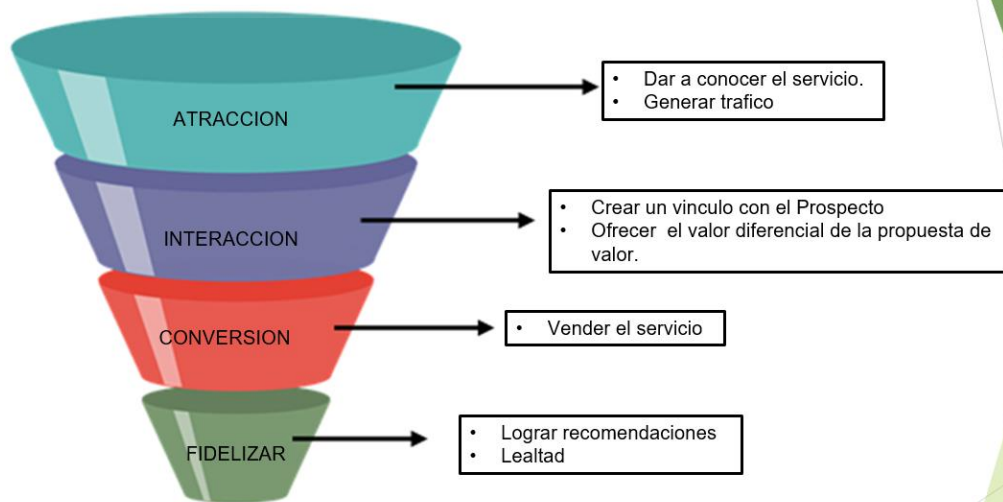 ATRACCION
• Dar a conocer el servicio.
• Generar trafico
INTERACCION
• Crear un vinculo con el Prospecto
• Ofrecer el valor diferencial de la propuesta de
valor.
CONVERSION
• Vender el servicio
FIDELIZAR
• Lograr recomendaciones
• Lealtad